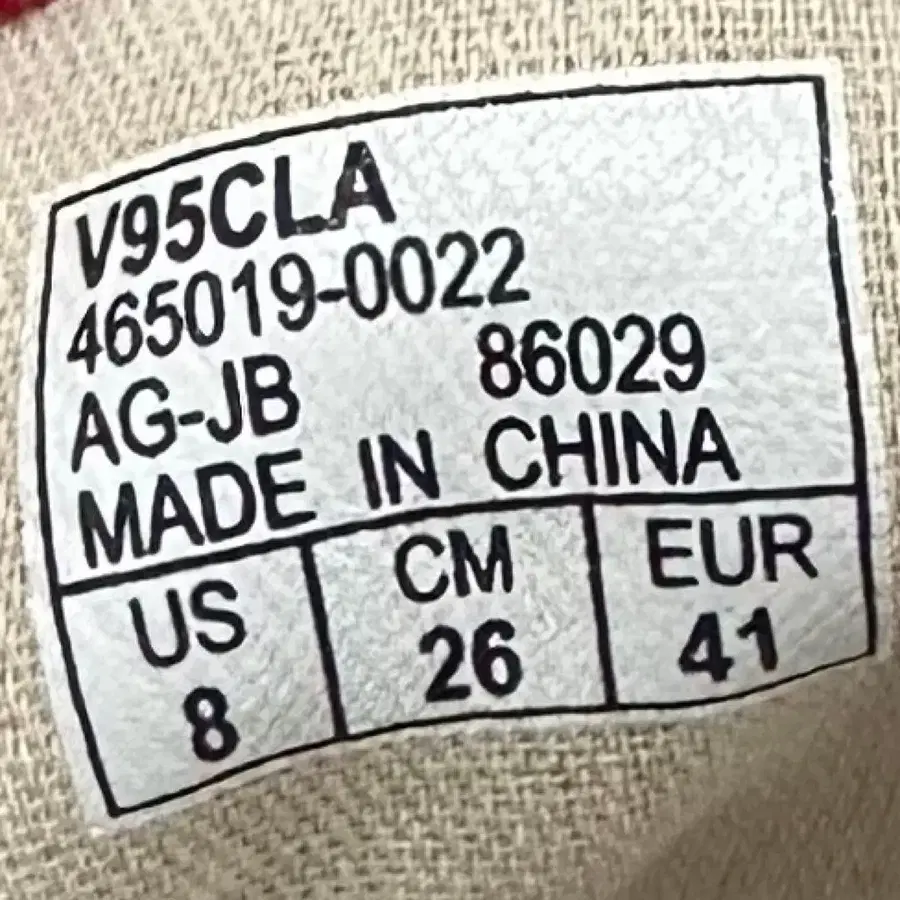 V95CLA
465019-0022
AG-JB 86029
MADE IN CHINA
US CM EUR
8 26 41